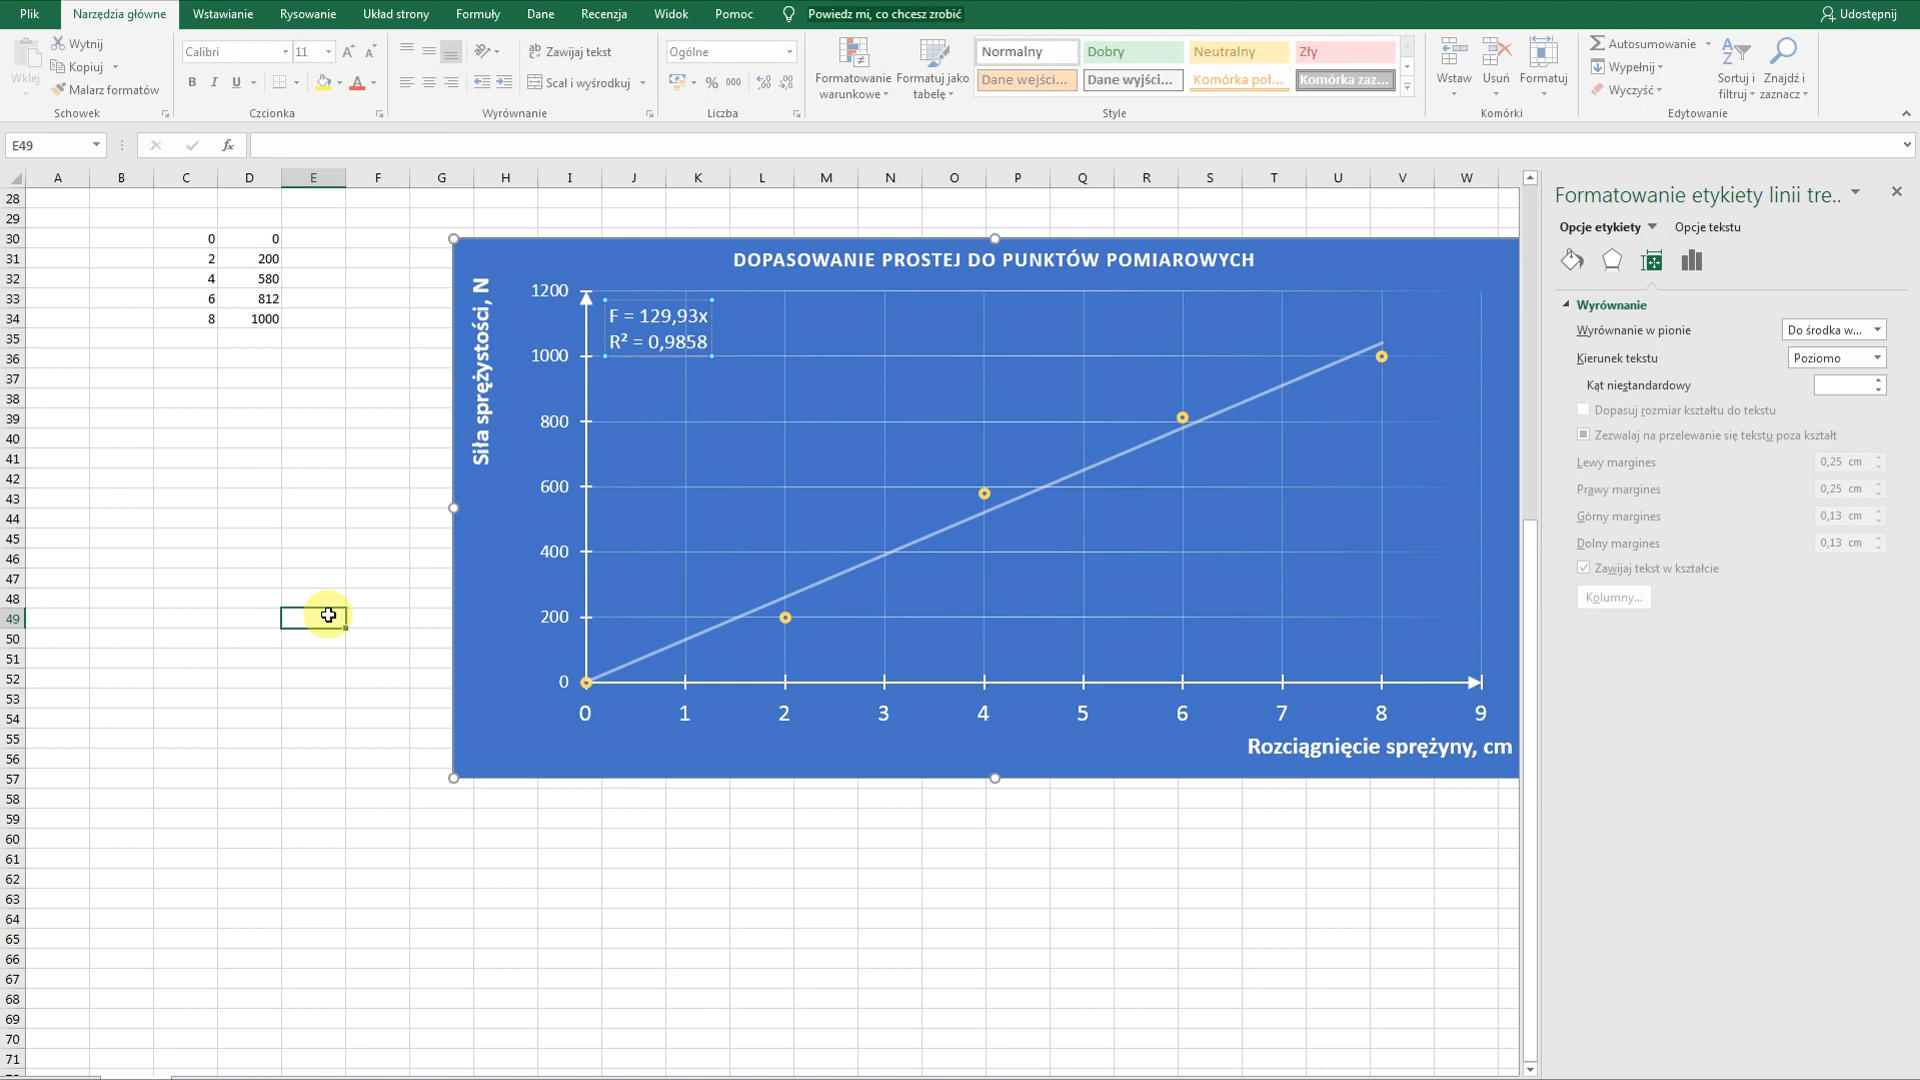 Plik Narzędzia główne Wstawianie Rysowanie Układ strony Formuły Dane Recenzja Widok Pomoc Powiedz mi, co chcesz zrobić Udostępnij
Wklej
Wytnij
Kopiuj
Malarz formatów
Schowek
Calibri 11
B I U
Czcionka
Zawijaj tekst
Scal i wyśrodkuj
Wyrównanie
Ogólne
% 000
Liczba
Formatowanie warunkowe
Formatuj jako tabelę
Normalny Dobry Neutralny Zły
Dane wejści... Dane wyjści... Komórka poł... Komórka zaz...
Style
Wstaw Usuń Formatuj
Komórki
Autosumowanie
Wypełnij
Wyczyść
Sortuj i filtruj
Znajdź i zaznacz
Edytowanie
E49
fx
A B C D E F G H I J K L M N O P Q R S T U V W
28
29
30 0 0
31 2 200
32 4 580
33 6 812
34 8 1000
35
36
37
38
39
40
41
42
43
44
45
46
47
48
49
50
51
52
53
54
55
56
57
58
59
60
61
62
63
64
65
66
67
68
69
70
71
DOPASOWANIE PROSTEJ DO PUNKTÓW POMIAROWYCH
Siła sprężystości, N
1200
1000
800
600
400
200
0
F = 129,93x
R² = 0,9858
0 1 2 3 4 5 6 7 8 9
Rozciągnięcie sprężyny, cm
Formatowanie etykiety linii tre..
Opcje etykiety Opcje tekstu
Wyrównanie
Wyrównanie w pionie Do środka w...
Kierunek tekstu Poziomo
Kąt niestandardowy
Dopasuj rozmiar kształtu do tekstu
Zezwalaj na przelewanie się tekstu poza kształt
Lewy margines 0,25 cm
Prawy margines 0,25 cm
Górny margines 0,13 cm
Dolny margines 0,13 cm
Zawijaj tekst w kształcie
Kolumny...